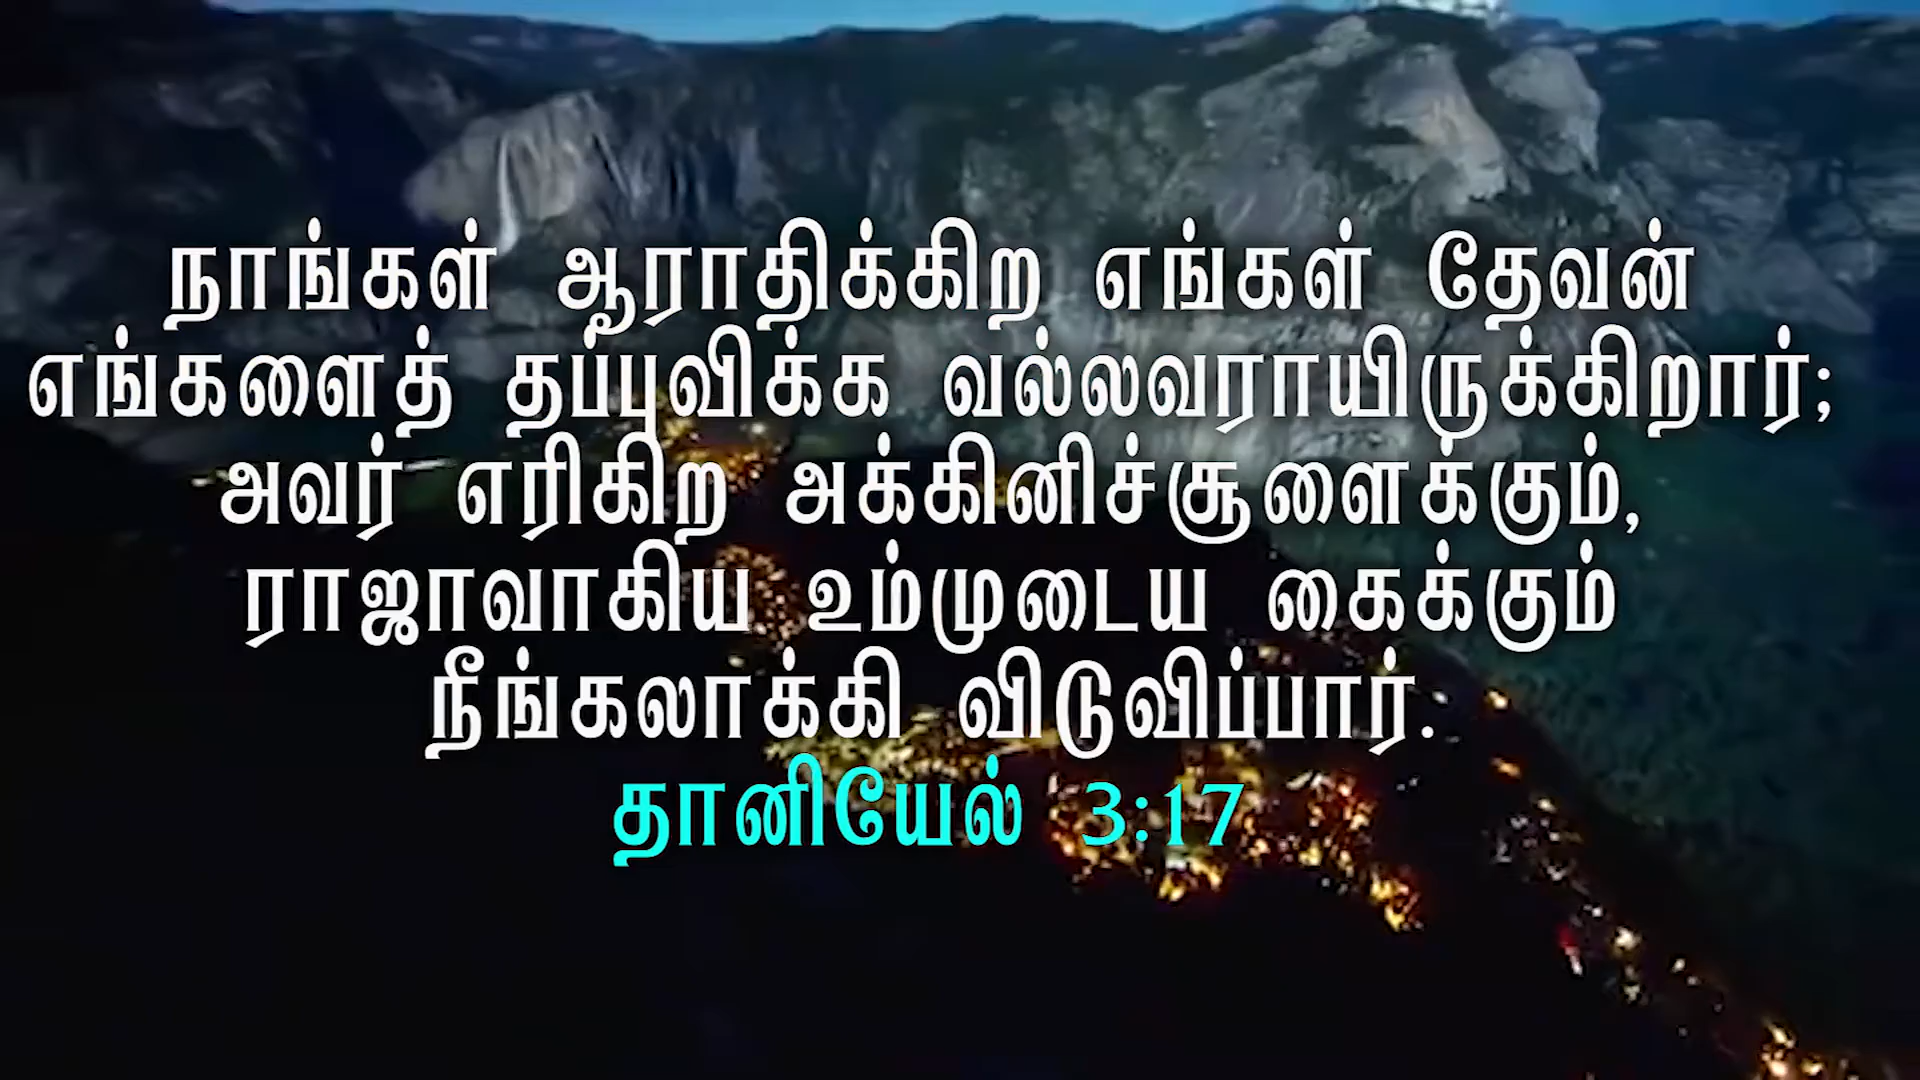 நாங்கள் ஆராதிக்கிற எங்கள் தேவன்
எங்களைத் தப்புவிக்க வல்லவராயிருக்கிறார்;
அவர் எரிகிற அக்கினிச்சூளைக்கும்,
ராஜாவாகிய உம்முடைய கைக்கும்
நீங்கலாக்கி விடுவிப்பார்.
தானியேல் 3:17